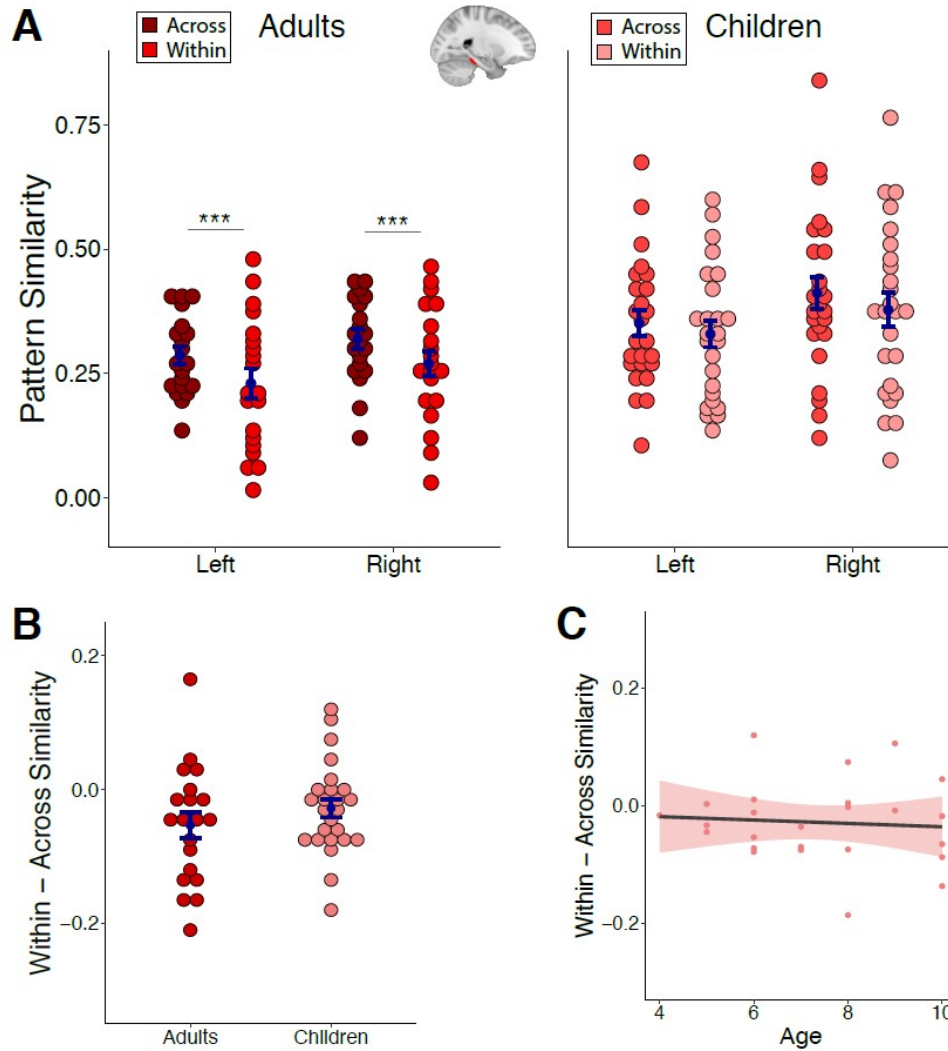 A
Across
Within
Adults
Across
Within
Children
Pattern Similarity
0.75
0.50
0.25
0.00
***
***
Left
Right
Left
Right
B
Within – Across Similarity
0.2
0.0
−0.2
Adults
Children
C
Within – Across Similarity
0.2
0.0
−0.2
4
6
8
10
Age